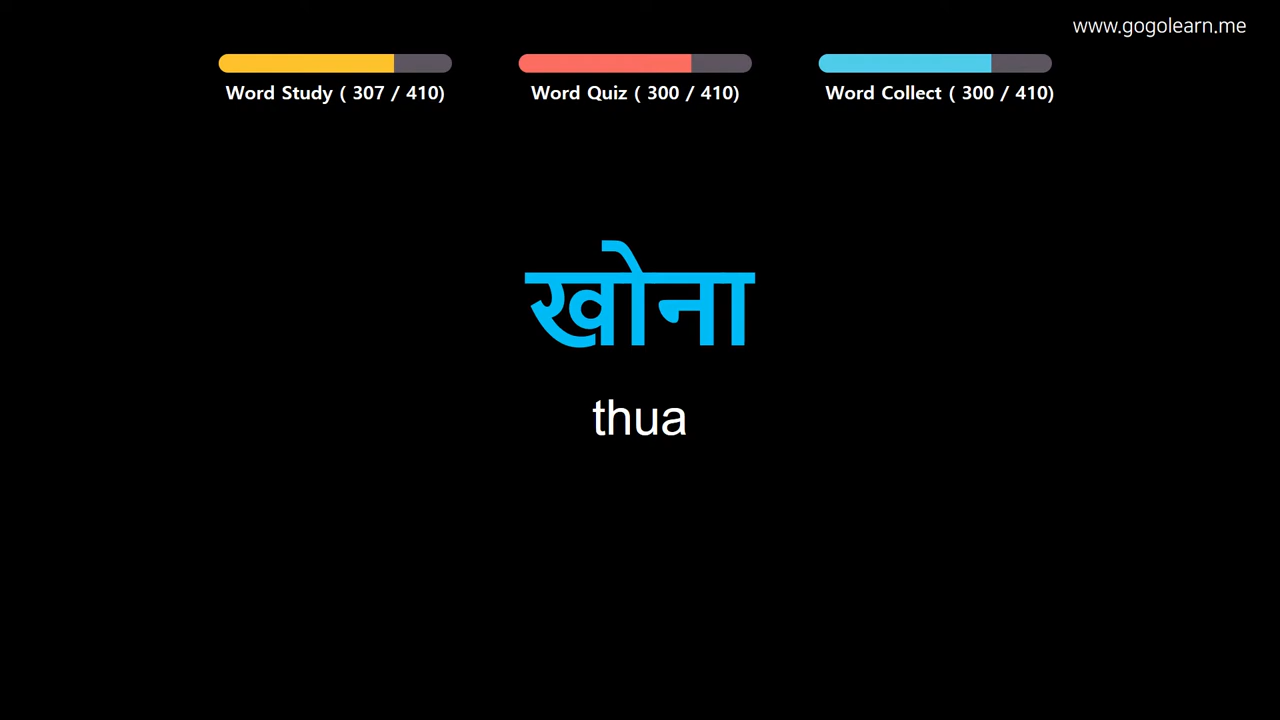 www.gogolearn.me
Word Study ( 307 / 410)
Word Quiz ( 300 / 410)
Word Collect ( 300 / 410)
खोना
thua